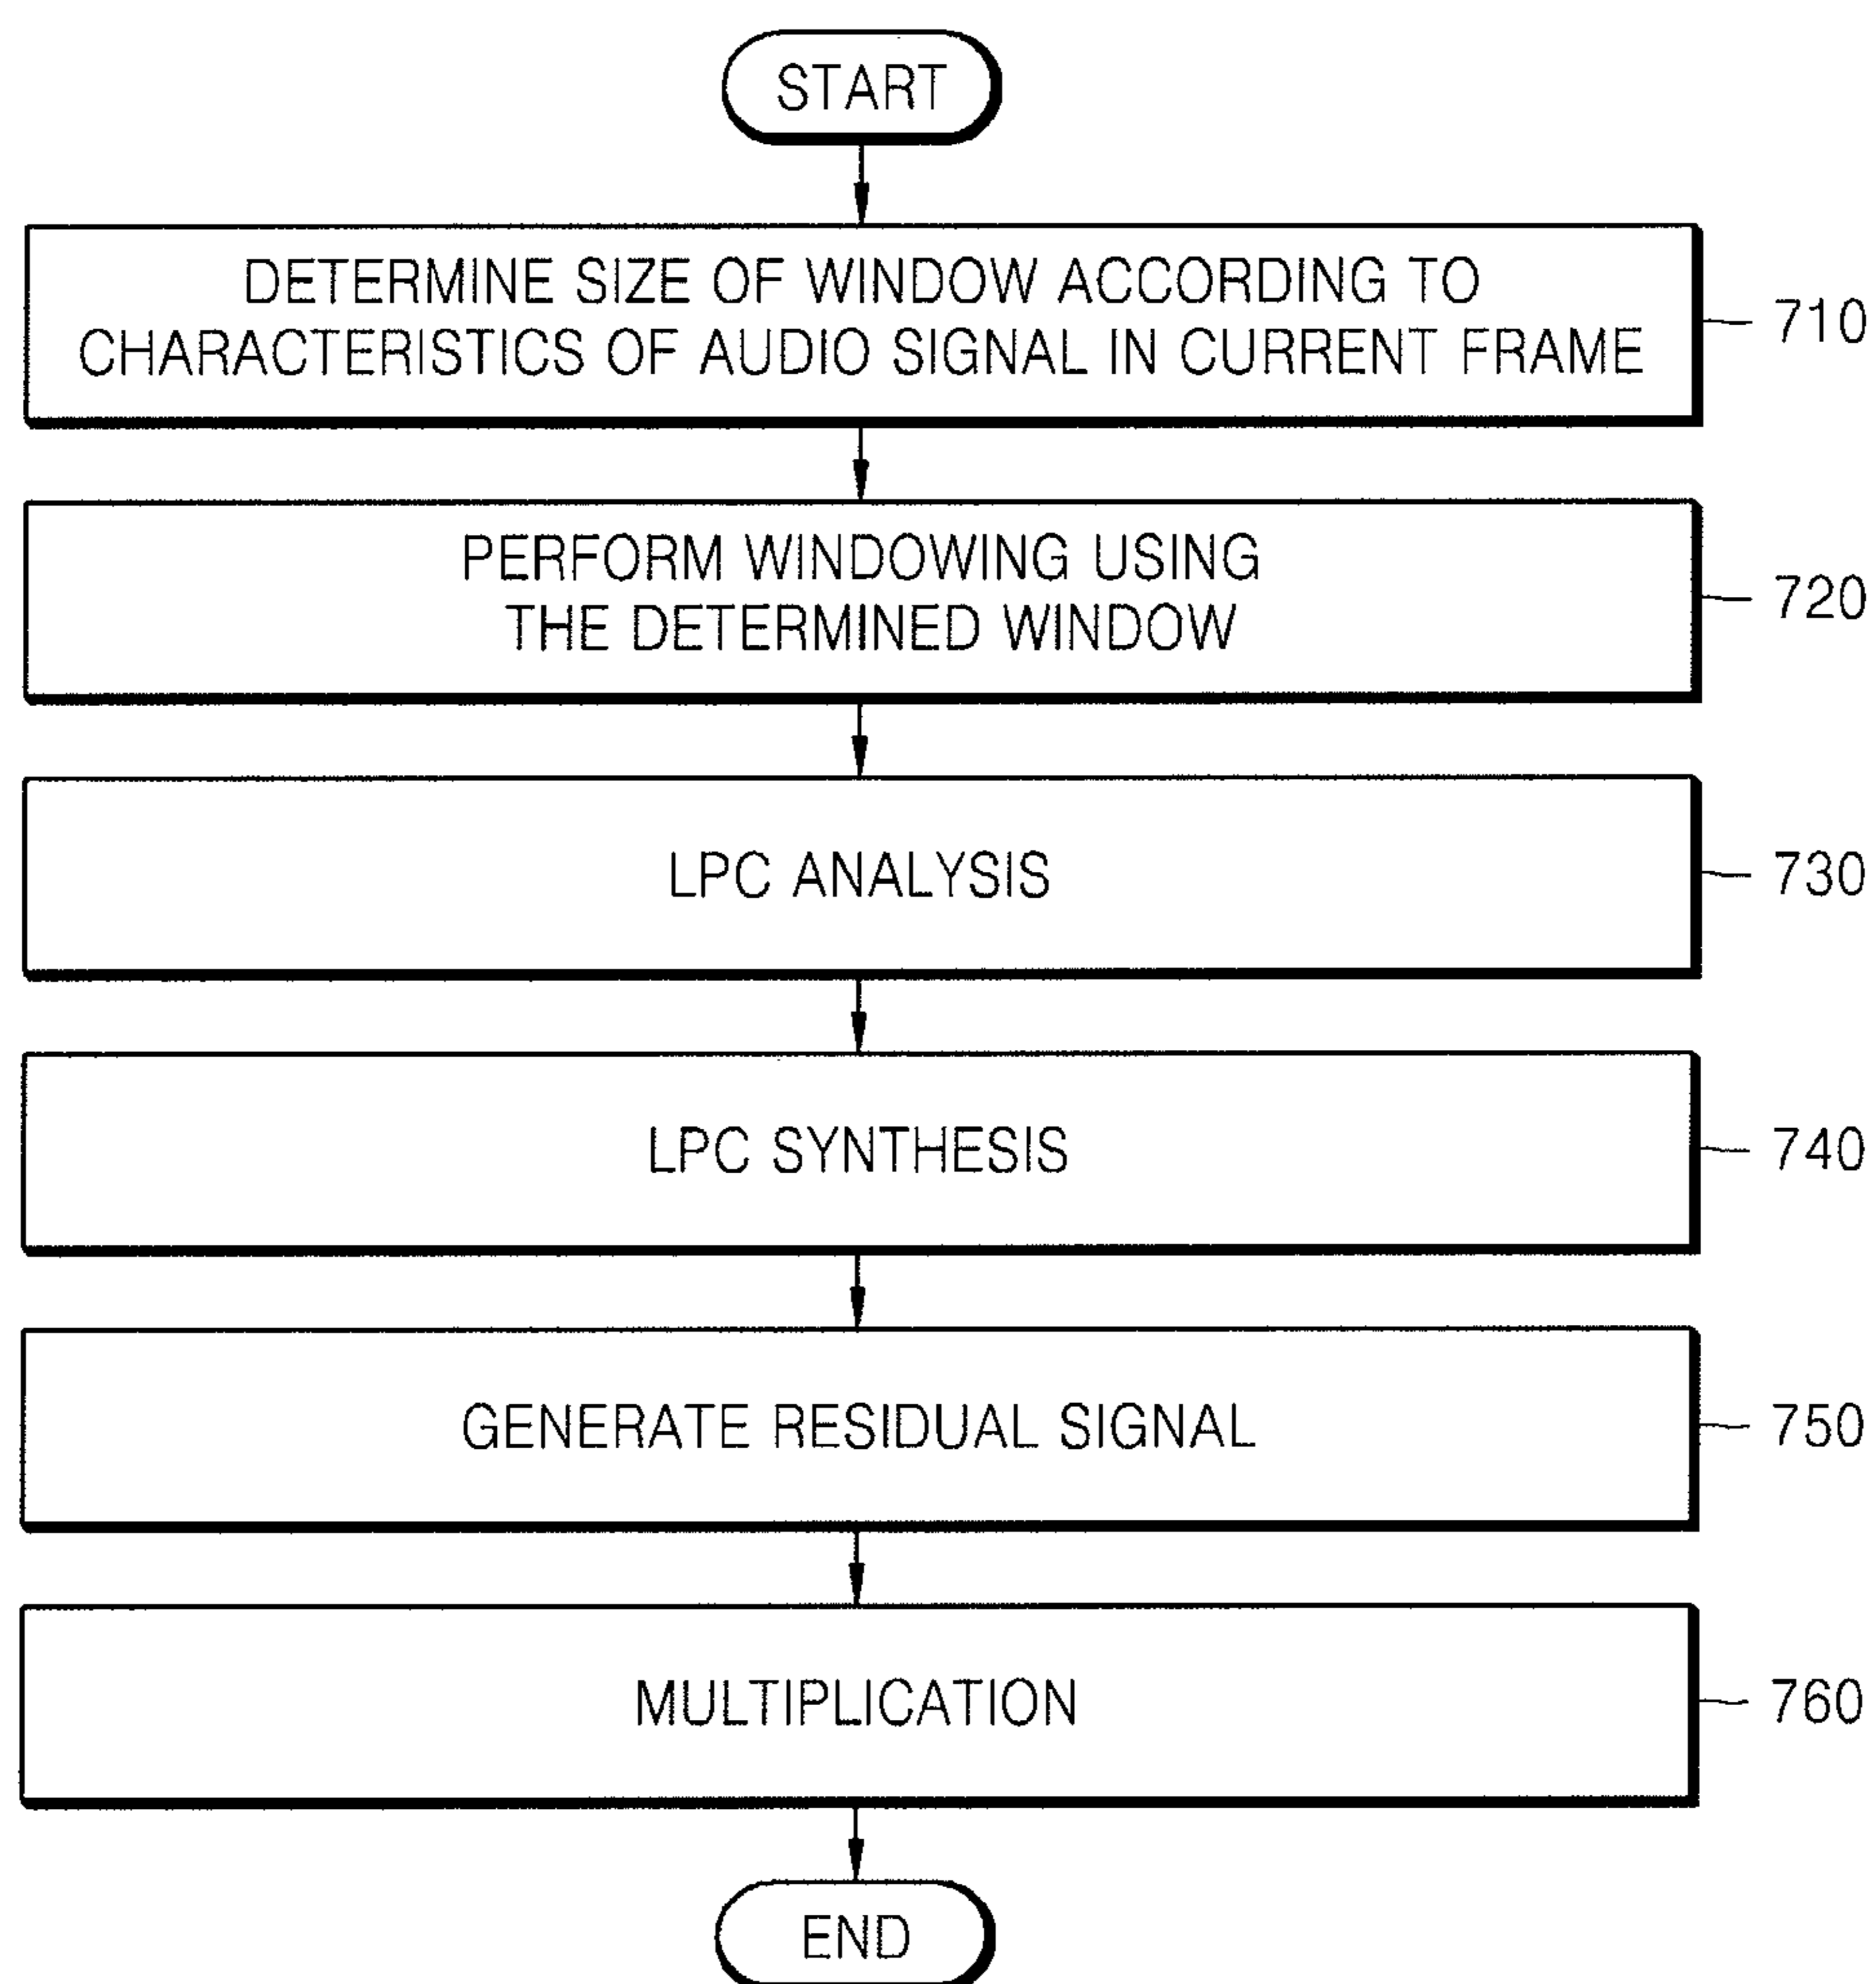 START
DETERMINE SIZE OF WINDOW ACCORDING TO
CHARACTERISTICS OF AUDIO SIGNAL IN CURRENT FRAME
710
PERFORM WINDOWING USING
THE DETERMINED WINDOW
720
LPC ANALYSIS
730
LPC SYNTHESIS
740
GENERATE RESIDUAL SIGNAL
750
MULTIPLICATION
760
END